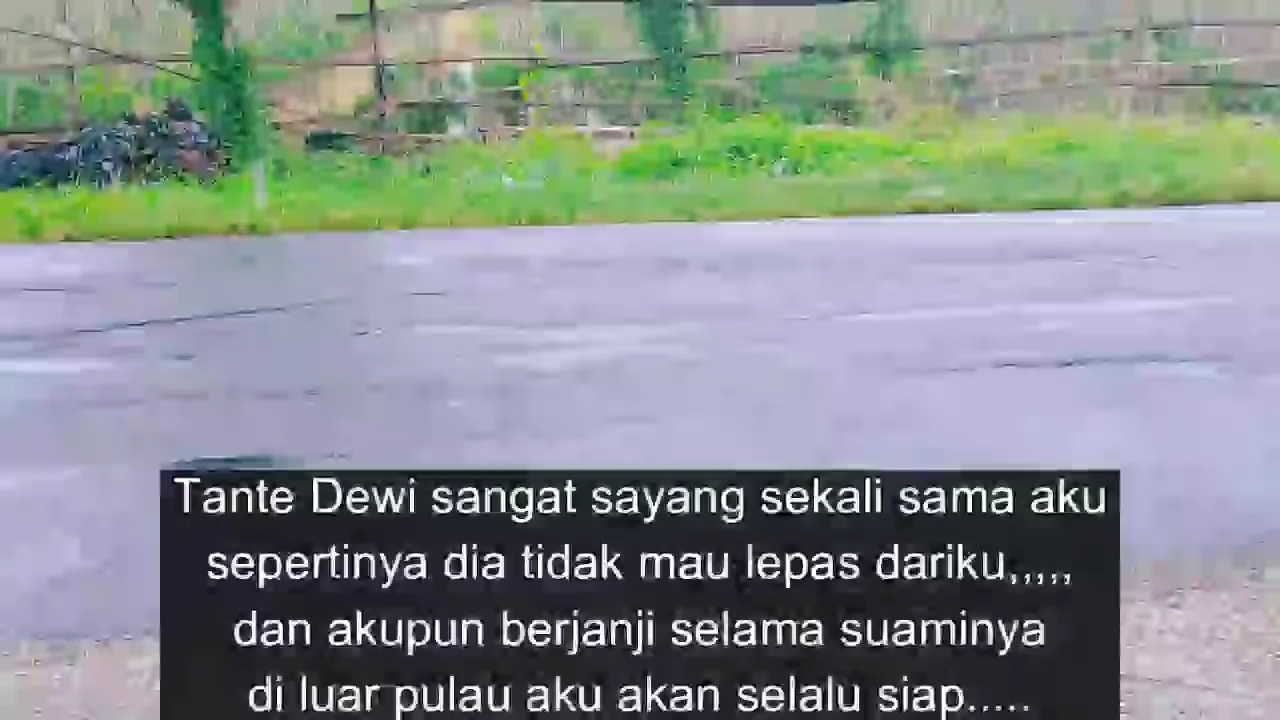 Tante Dewi sangat sayang sekali sama aku
sepertinya dia tidak mau lepas dariku,,,,,
dan akupun berjanji selama suaminya
di luar pulau aku akan selalu siap.....